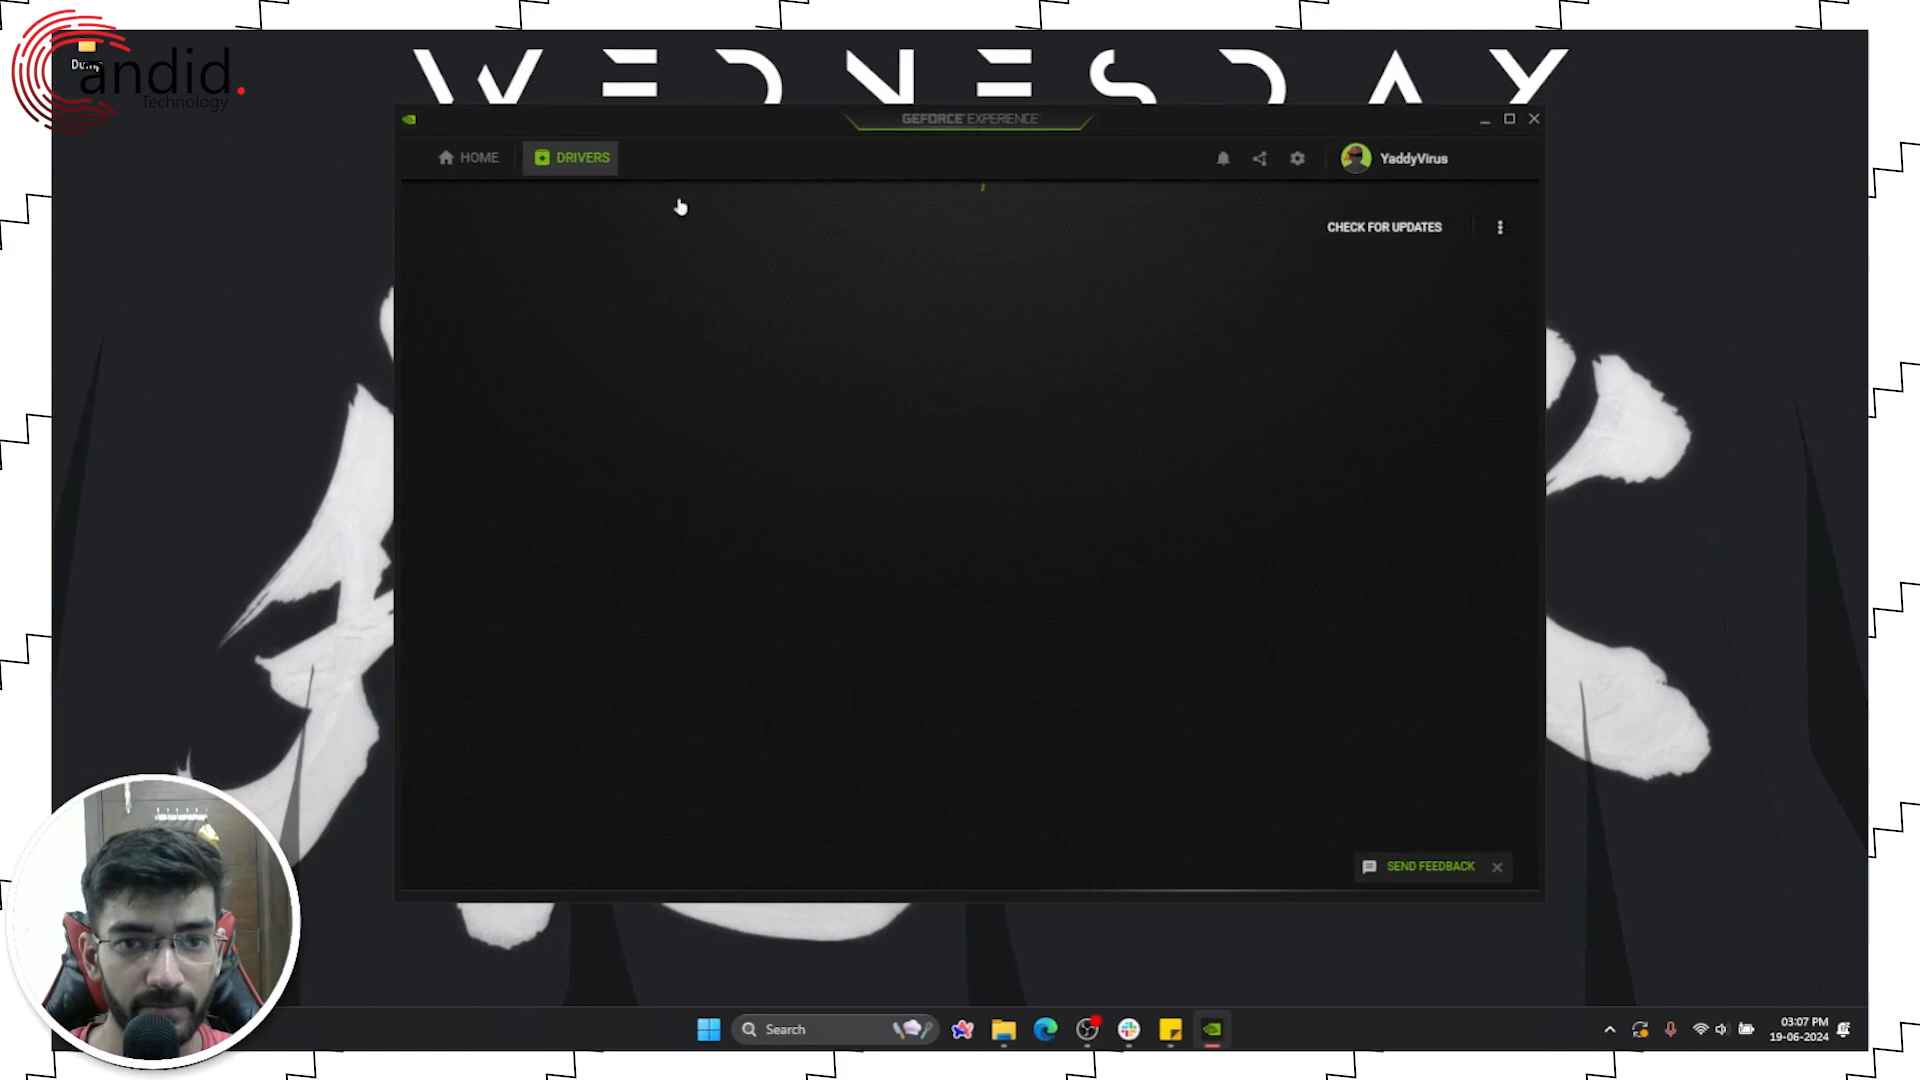 andid.
Technology
WEDNESDAY
GEFORCE EXPERIENCE
HOME
DRIVERS
YaddyVirus
CHECK FOR UPDATES
SEND FEEDBACK
Search
03:07 PM
19-06-2024